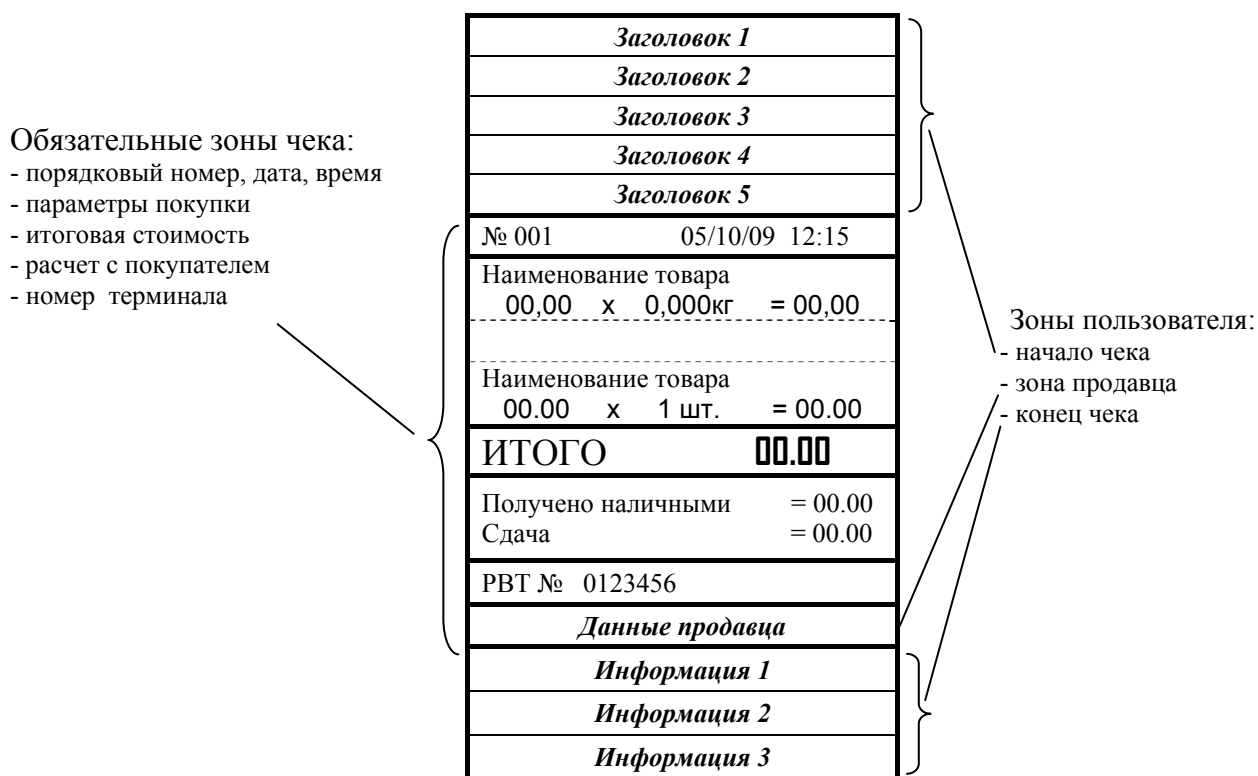 Заголовок 1
Заголовок 2
Заголовок 3
Заголовок 4
Заголовок 5
Обязательные зоны чека:
- порядковый номер, дата, время
- параметры покупки
- итоговая стоимость
- расчет с покупателем
- номер терминала
№ 001 05/10/09 12:15
Наименование товара
00,00 x 0,000кг = 00,00
Наименование товара
00.00 x 1 шт. = 00.00
ИТОГО 00.00
Получено наличными = 00.00
Сдача = 00.00
РВТ № 0123456
Данные продавца
Информация 1
Информация 2
Информация 3
Зоны пользователя:
- начало чека
- зона продавца
- конец чека